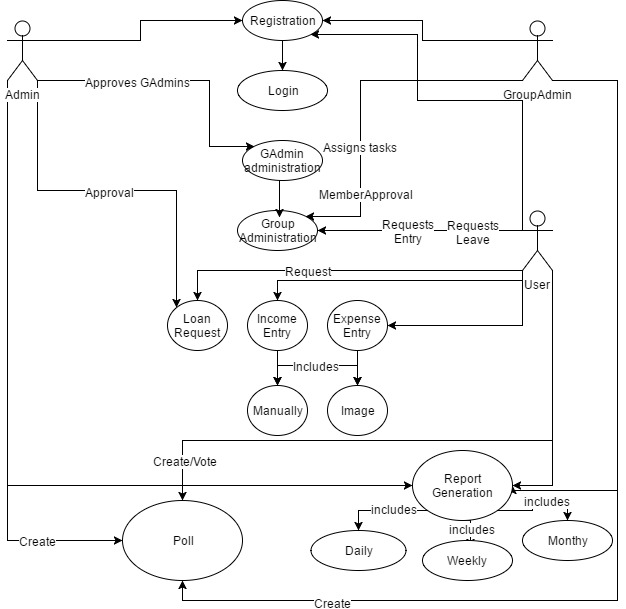 Registration
Admin
GroupAdmin
Approves GAdmins
Login
Assigns tasks
GAdmin
administration
Approval
MemberApproval
Group
Administration
Requests
Entry
Requests
Leave
User
Request
Loan
Request
Income
Entry
Expense
Entry
Includes
Manually
Image
Create/Vote
Report
Generation
includes
includes
includes
Create
Poll
Daily
Weekly
Monthy
Create